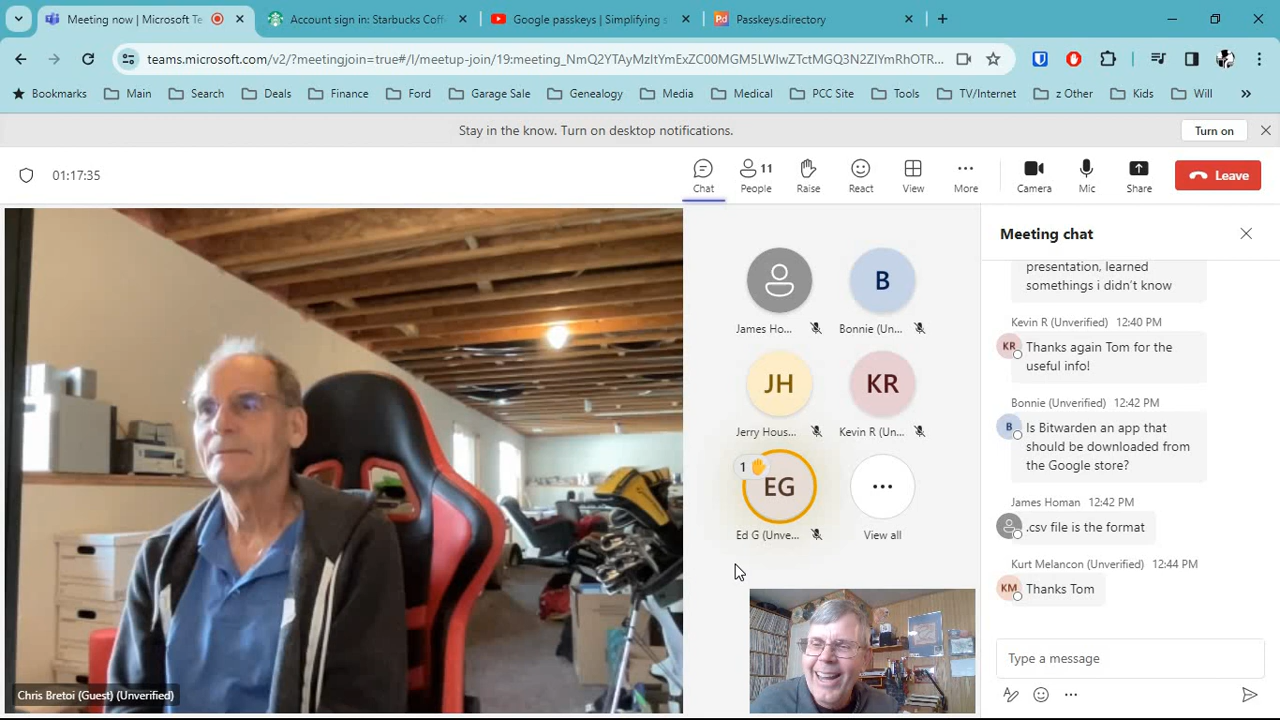 Meeting now | Microsoft Te
Account sign in: Starbucks Coff
Google passkeys | Simplifying s
Pd Passkeys.directory
teams.microsoft.com/v2/?meetingjoin=true#/l/meetup-join/19:meeting_NmQ2YTAyMzItYmExZC00MGM5LWIwZTctMGQ3N2ZlYmRhOTR...
Bookmarks Main Search Deals Finance Ford Garage Sale Genealogy Media Medical PCC Site Tools TV/Internet z Other Kids Will
Stay in the know. Turn on desktop notifications.
Turn on
01:17:35
11
Chat People Raise React View More Camera Mic Share Leave
Meeting chat
presentation, learned
somethings i didn't know
Kevin R (Unverified) 12:40 PM
KR
Thanks again Tom for the
useful info!
Bonnie (Unverified) 12:42 PM
B
Is Bitwarden an app that
should be downloaded from
the Google store?
James Homan 12:42 PM
.csv file is the format
Kurt Melancon (Unverified) 12:44 PM
KM
Thanks Tom
Type a message
B
James Ho...
Bonnie (Un...
JH
KR
Jerry Hous...
Kevin R (Un...
1
EG
...
Ed G (Unve...
View all
Chris Bretoi (Guest) (Unverified)